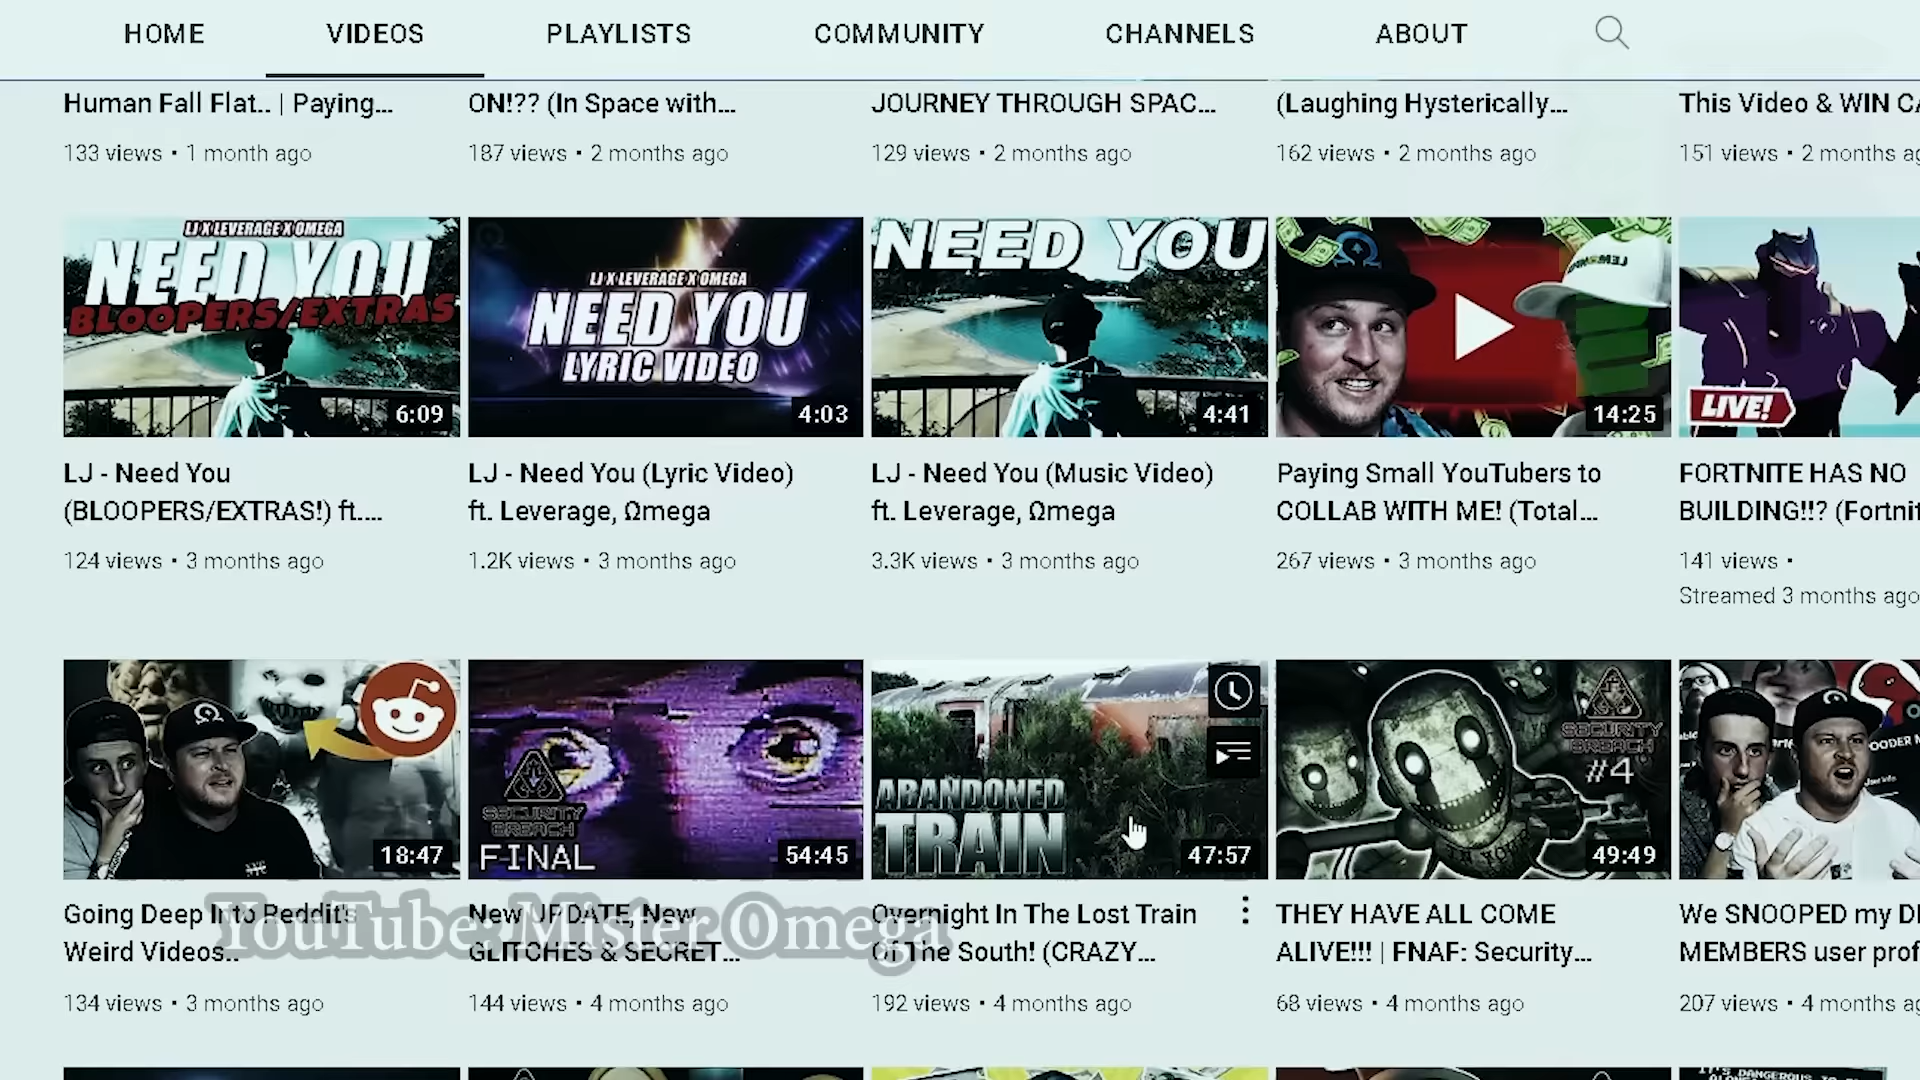 HOME VIDEOS PLAYLISTS COMMUNITY CHANNELS ABOUT
Human Fall Flat.. | Paying...
133 views • 1 month ago
ON!?? (In Space with...
187 views • 2 months ago
JOURNEY THROUGH SPAC...
129 views • 2 months ago
(Laughing Hysterically...
162 views • 2 months ago
This Video & WIN CA
151 views • 2 months ag
LJ X LEVERAGE X OMEGA
NEED YOU
BLOOPERS/EXTRAS
6:09
LJ - Need You
(BLOOPERS/EXTRAS!) ft....
124 views • 3 months ago
LJ X LEVERAGE X OMEGA
NEED YOU
LYRIC VIDEO
4:03
LJ - Need You (Lyric Video)
ft. Leverage, Ωmega
1.2K views • 3 months ago
NEED YOU
4:41
LJ - Need You (Music Video)
ft. Leverage, Ωmega
3.3K views • 3 months ago
14:25
Paying Small YouTubers to
COLLAB WITH ME! (Total...
267 views • 3 months ago
LIVE!
FORTNITE HAS NO
BUILDING!!? (Fortnit
141 views •
Streamed 3 months ago
18:47
Going Deep Into Reddit's
Weird Videos..
134 views • 3 months ago
SECURITY
BREACH
FINAL
54:45
New UPDATE, New
GLITCHES & SECRET...
144 views • 4 months ago
ABANDONED
TRAIN
47:57
Overnight In The Lost Train
Of The South! (CRAZY...
192 views • 4 months ago
SECURITY
BREACH
#4
49:49
THEY HAVE ALL COME
ALIVE!!! | FNAF: Security...
68 views • 4 months ago
We SNOOPED my DI
MEMBERS user prof
207 views • 4 months ag
YouTube: Mister Omega